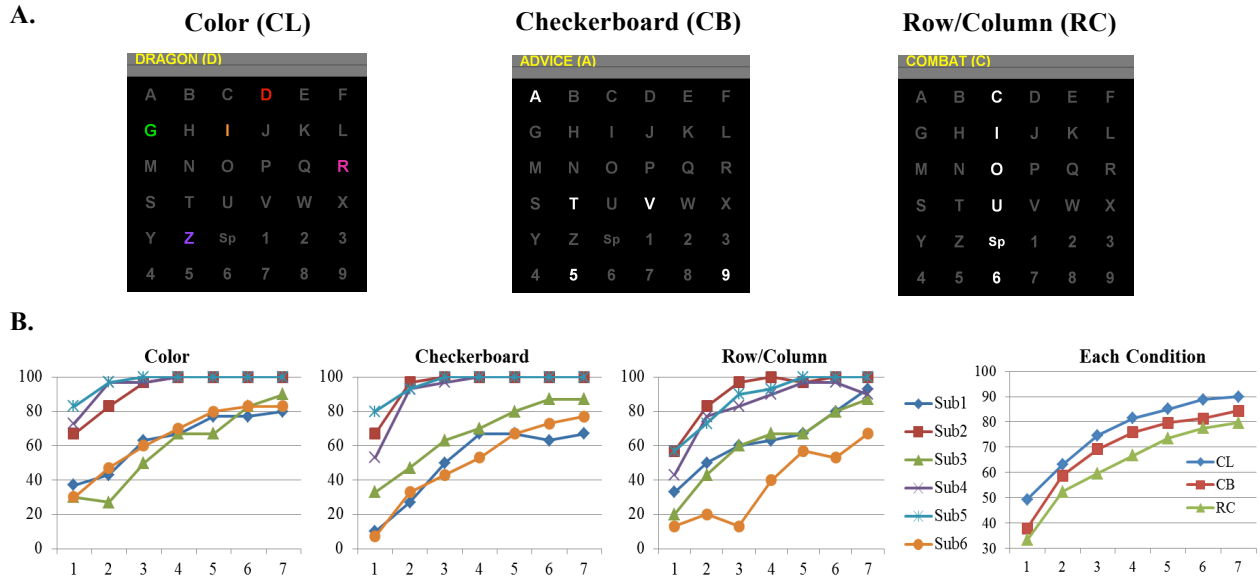 A.
Color (CL) Checkerboard (CB) Row/Column (RC)
DRAGON (D)
A B C D E F
G H I J K L
M N O P Q R
S T U V W X
Y Z Sp 1 2 3
4 5 6 7 8 9
ADVICE (A)
A B C D E F
G H I J K L
M N O P Q R
S T U V W X
Y Z Sp 1 2 3
4 5 6 7 8 9
COMBAT (C)
A B C D E F
G H I J K L
M N O P Q R
S T U V W X
Y Z Sp 1 2 3
4 5 6 7 8 9
B.
Color
100
80
60
40
20
0
1 2 3 4 5 6 7
Checkerboard
100
80
60
40
20
0
1 2 3 4 5 6 7
Row/Column
100
80
60
40
20
0
1 2 3 4 5 6 7
Sub1
Sub2
Sub3
Sub4
Sub5
Sub6
Each Condition
100
90
80
70
60
50
40
30
1 2 3 4 5 6 7
CL
CB
RC